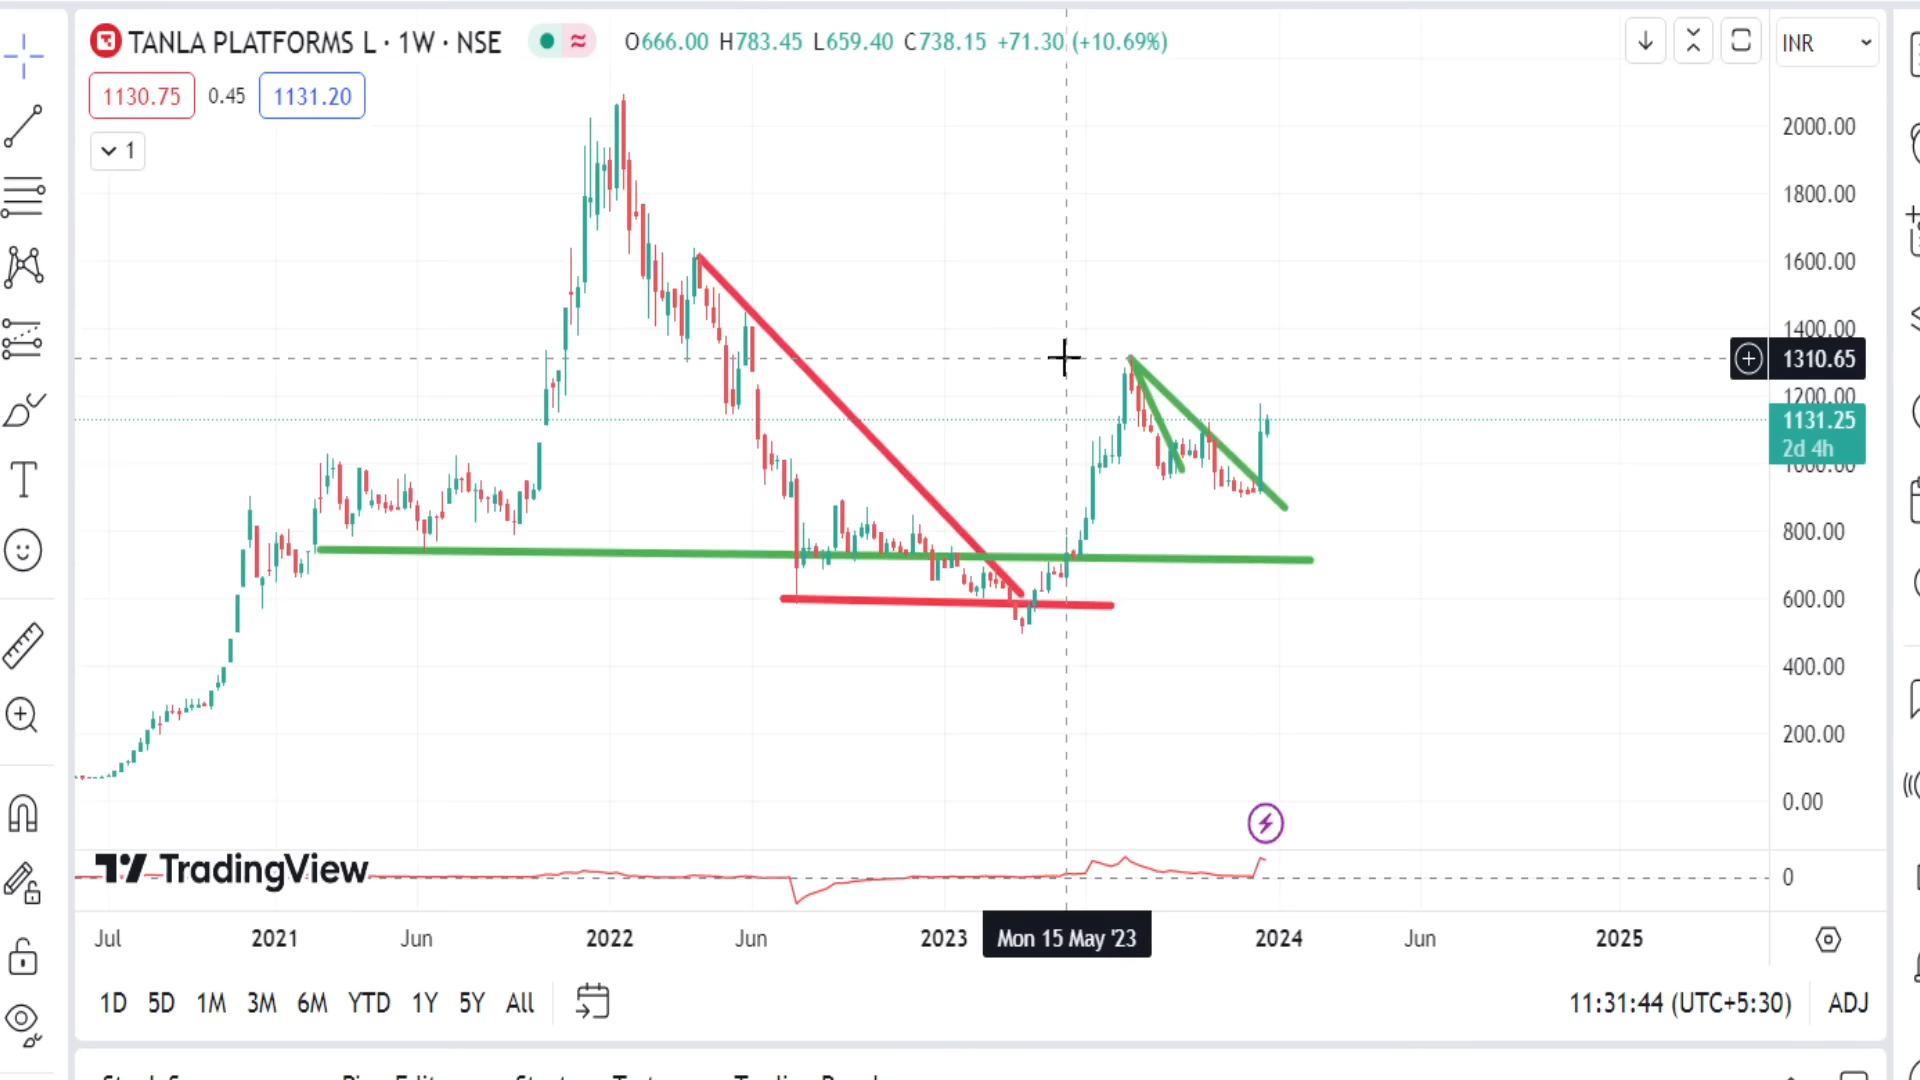 TANLA PLATFORMS L · 1W · NSE
O666.00 H783.45 L659.40 C738.15 +71.30 (+10.69%)
INR
1130.75 0.45 1131.20
1
2000.00
1800.00
1600.00
1400.00
1310.65
1200.00
1131.25
2d 4h
1000.00
800.00
600.00
400.00
200.00
0.00
TradingView
0
Jul 2021 Jun 2022 Jun 2023 Mon 15 May '23 2024 Jun 2025
1D 5D 1M 3M 6M YTD 1Y 5Y All
11:31:44 (UTC+5:30) ADJ